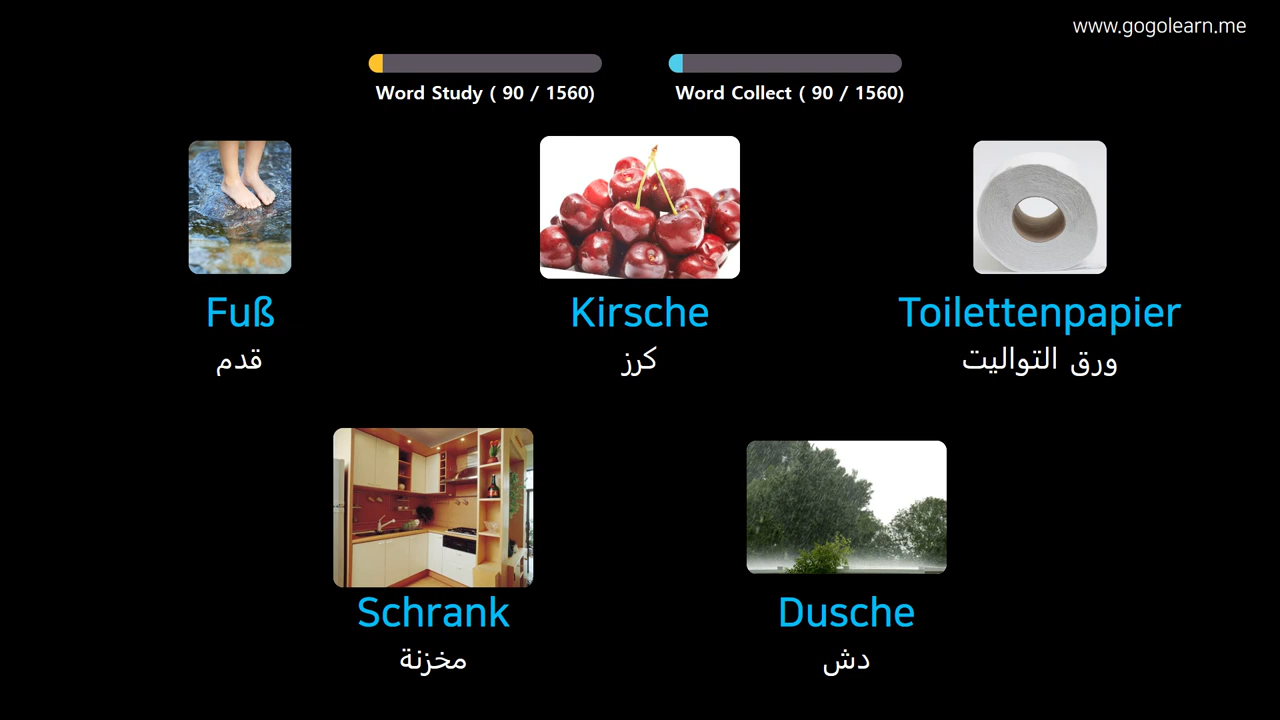 www.gogolearn.me
Word Study ( 90 / 1560)
Word Collect ( 90 / 1560)
Fuß
قدم
Kirsche
كرز
Toilettenpapier
ورق التواليت
Schrank
مخزنة
Dusche
دش